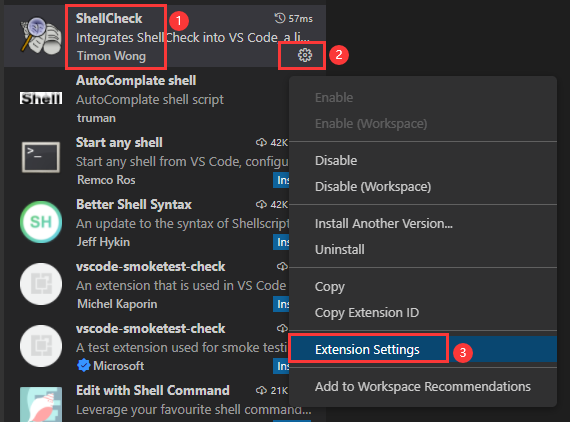 ShellCheck
57ms
1
Integrates ShellCheck into VS Code, a li...
Timon Wong
2
AutoComplate shell
Shell
AutoComplate shell script
truman
Start any shell
42K
Start any shell from VS Code, configu
Remco Ros
Ins
Better Shell Syntax
42K
SH
An update to the syntax of Shellscrip
Jeff Hykin
Ins
vscode-smoketest-check
An extension that is used in VS Code
Michel Kaporin
Ins
vscode-smoketest-check
A test extension used for smoke testi
Microsoft
Ins
Edit with Shell Command
21K
Leverage your favourite shell command...
Enable
Enable (Workspace)
Disable
Disable (Workspace)
Install Another Version...
Uninstall
Copy
Copy Extension ID
Extension Settings
3
Add to Workspace Recommendations